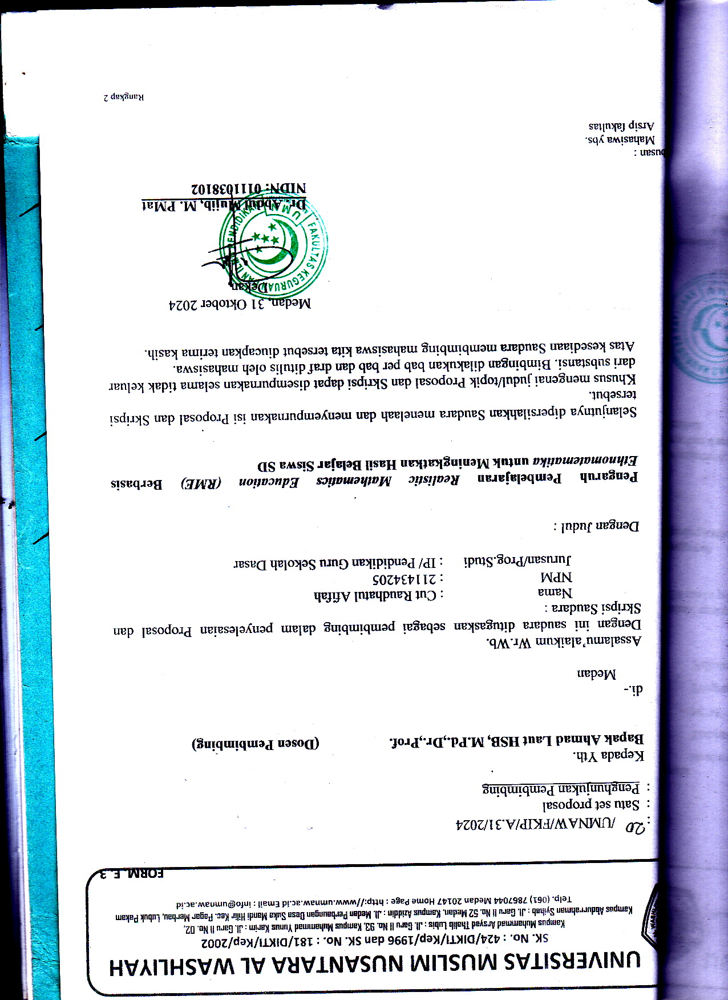 UNIVERSITAS MUSLIM NUSANTARA AL WASHLIYAH
SK. No. : 424/DIKTI/Kep/1996 dan SK. No. : 181/DIKTI/Kep/2002
Kampus Muhammad Arsyad Thalib Lubis : Jl. Garu II No. 93, Kampus Muhammad Yunus Karim : Jl. Garu II No. 02,
Kampus Abdurrahman Syihab : Jl. Garu II No. 52 Medan, Kampus Azizddin : Jl. Medan Perbaungan Desa Suka Mandi Hilir Kec. Pagar Merbau, Lubuk Pakam
Telp. (061) 7867044 Medan 20147 Home Page : http://www.umnaw.ac.id Email : info@umnaw.ac.id
FORM. F. 3
: 20 /UMNAW/FKIP/A.31/2024
: Satu set proposal
: Penghunjukan Pembimbing
Kepada Yth.
Bapak Ahmad Laut HSB, M.Pd.,Dr.,Prof. (Dosen Pembimbing)
di.-
Medan
Assalamu'alaikum Wr.Wb.
Dengan ini saudara ditugaskan sebagai pembimbing dalam penyelesaian Proposal dan
Skripsi Saudara :
Nama : Cut Raudhatul Afifah
NPM : 211434205
Jurusan/Prog.Studi : IP/ Pendidikan Guru Sekolah Dasar
Dengan Judul :
Pengaruh Pembelajaran Realistic Mathematics Education (RME) Berbasis
Ethnomatematika untuk Meningkatkan Hasil Belajar Siswa SD
Selanjutnya dipersilahkan Saudara menelaah dan menyempurnakan isi Proposal dan Skripsi
tersebut.
Khusus mengenai judul/topik Proposal dan Skripsi dapat disempurnakan selama tidak keluar
dari substansi. Bimbingan dilakukan bab per bab dan draf ditulis oleh mahasiswa.
Atas kesediaan Saudara membimbing mahasiswa kita tersebut diucapkan terima kasih.
Medan, 31 Oktober 2024
Dekan
FAKULTAS KEGURUAN
PENDIDIKAN
UMN
Dr. Abdul Mujib, M. PMat
NIDN: 0111038102
busan :
Mahasiswa ybs.
Arsip fakultas
Rangkap 2